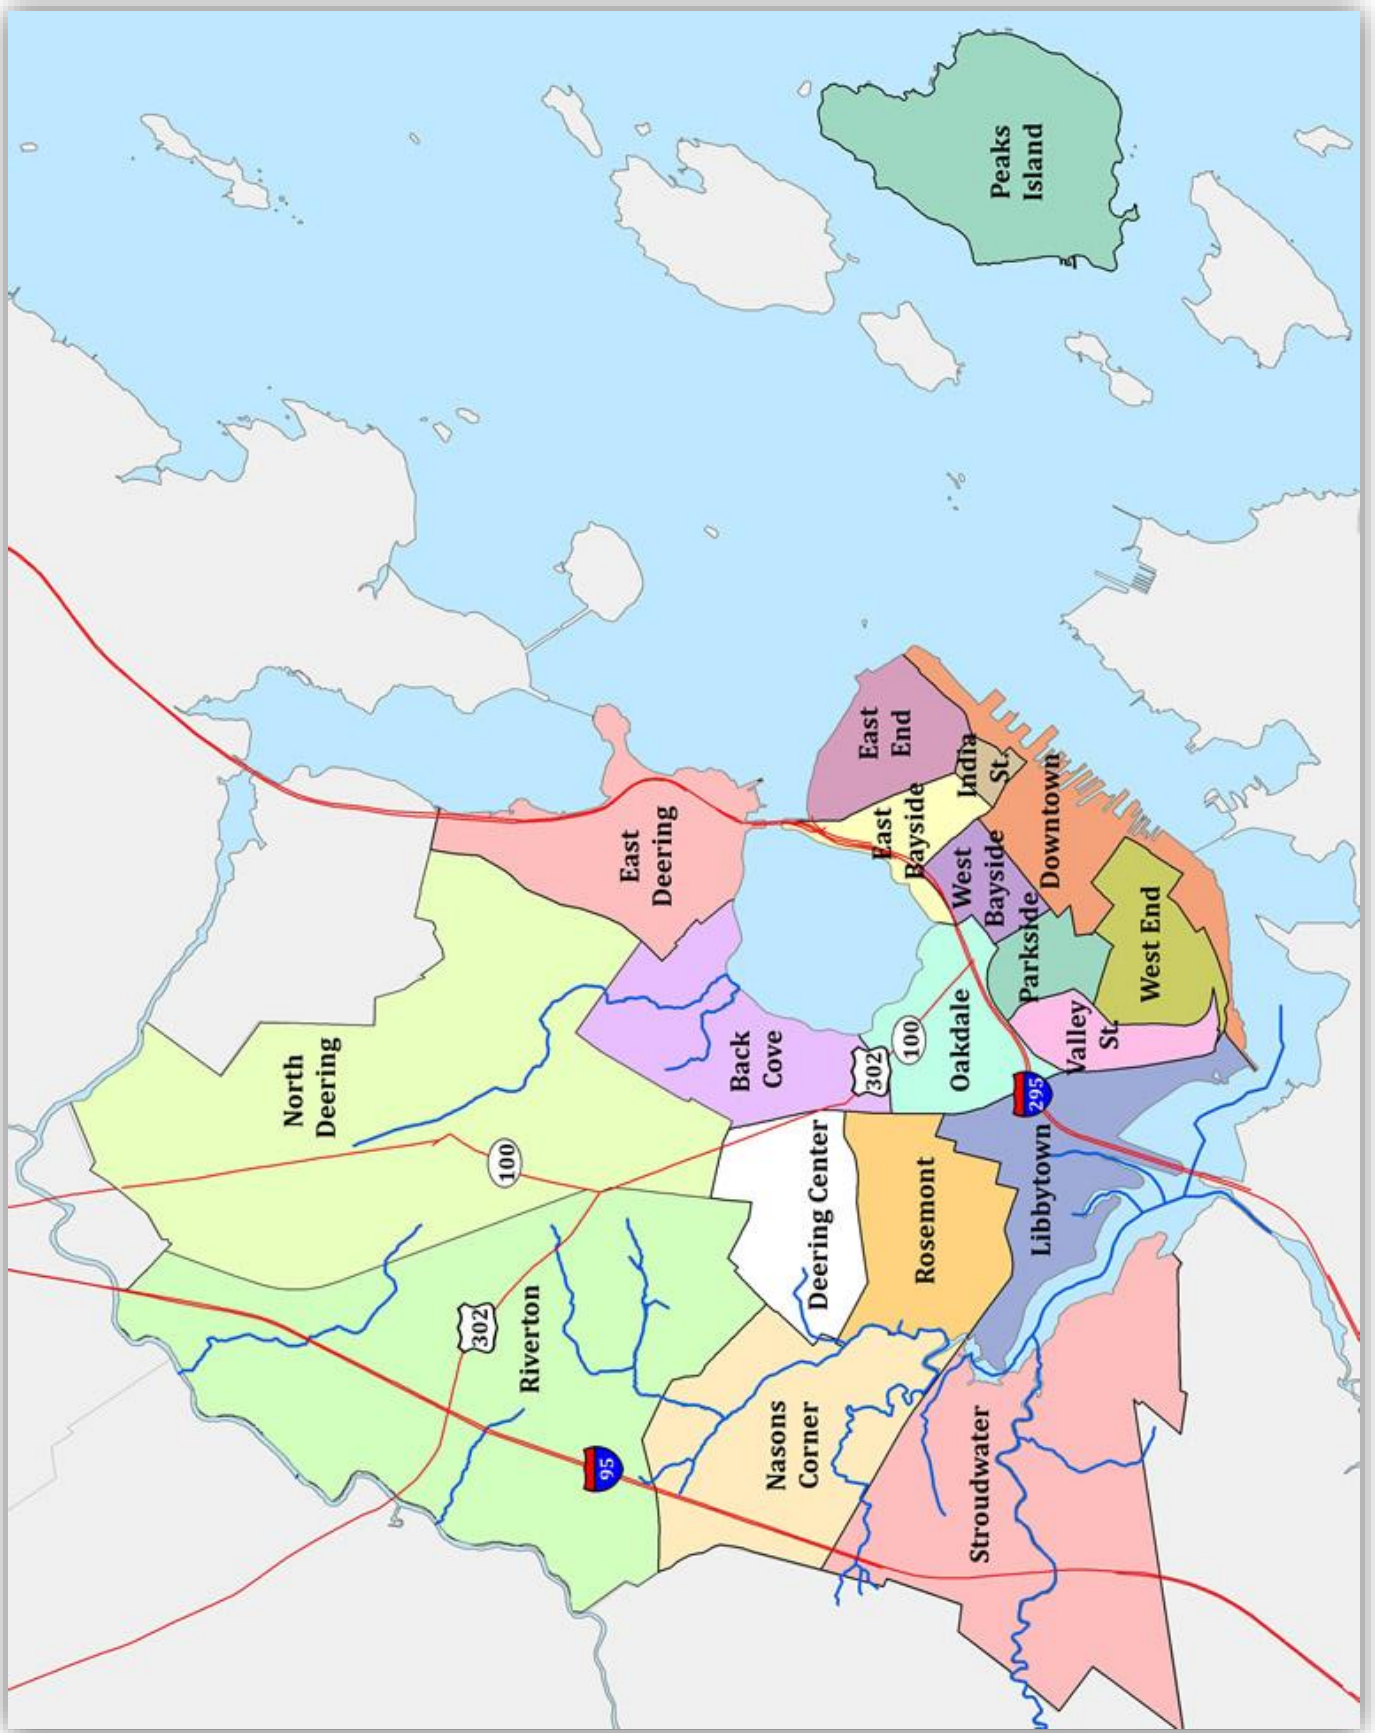 North
Deering
100
302
Riverton
95
East
Deering
Back
Cove
302
100
Deering Center
Nasons
Corner
Rosemont
Oakdale
295
Libbytown
Stroudwater
East
End
East
Bayside
India
St.
West
Bayside
Downtown
Parkside
Valley
St.
West End
Peaks
Island